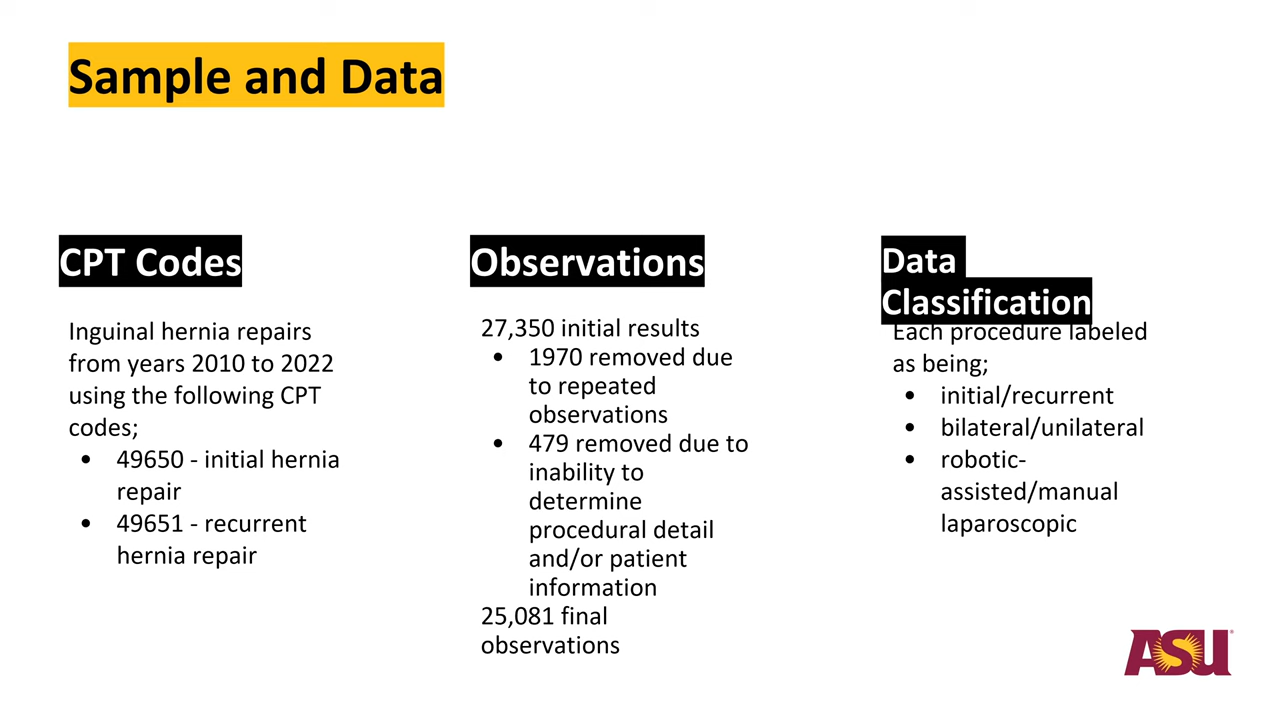 Sample and Data
CPT Codes
Inguinal hernia repairs
from years 2010 to 2022
using the following CPT
codes;
• 49650 - initial hernia
repair
• 49651 - recurrent
hernia repair
Observations
27,350 initial results
• 1970 removed due
to repeated
observations
• 479 removed due to
inability to
determine
procedural detail
and/or patient
information
25,081 final
observations
Data
Classification
Each procedure labeled
as being;
• initial/recurrent
• bilateral/unilateral
• robotic-
assisted/manual
laparoscopic
ASU